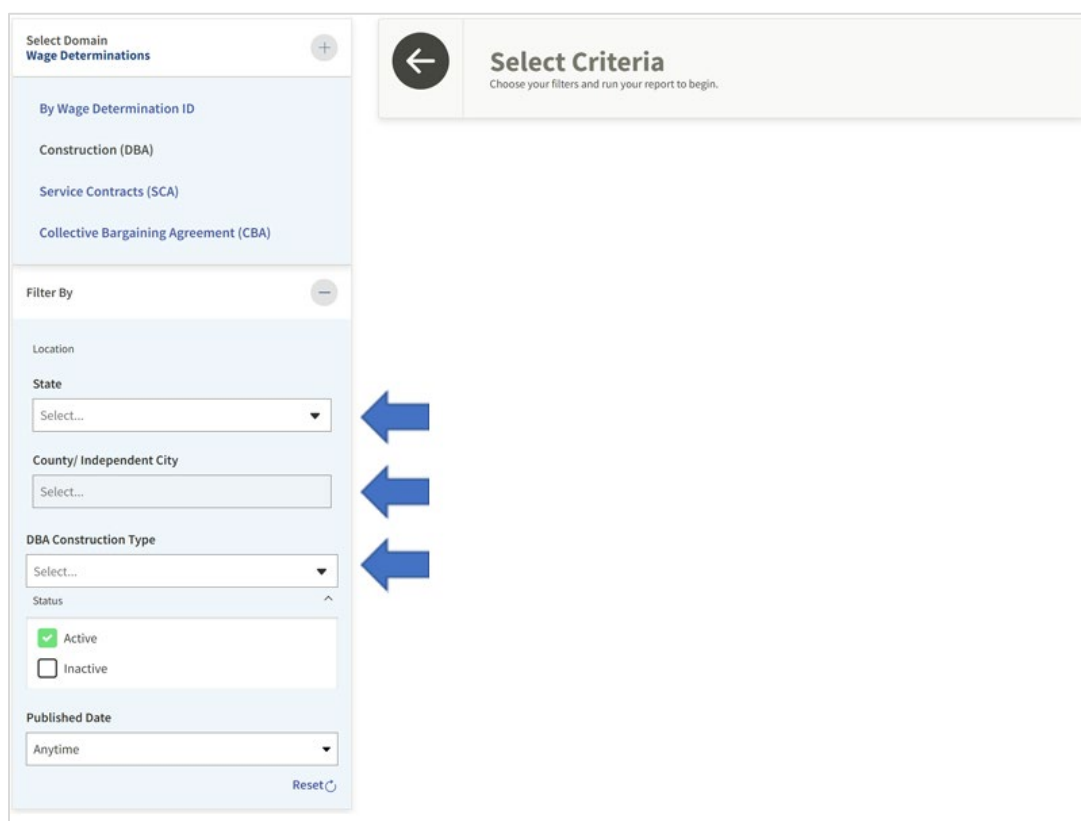 Select Domain
Wage Determinations
By Wage Determination ID
Construction (DBA)
Service Contracts (SCA)
Collective Bargaining Agreement (CBA)
Filter By
Location
State
Select...
County/ Independent City
Select...
DBA Construction Type
Select...
Status
Active
Inactive
Published Date
Anytime
Reset
Select Criteria
Choose your filters and run your report to begin.